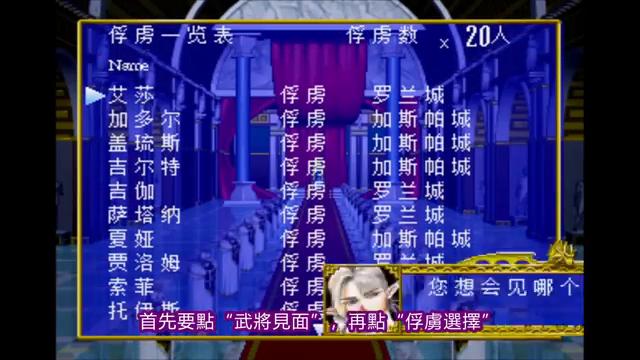 俘虏一览表 俘虏数 x 20人
Name
艾莎 俘虏 罗兰城
加多尔 俘虏 加斯帕城
盖琉斯 俘虏 加斯帕城
吉尔特 俘虏 加斯帕城
吉伽 俘虏 罗兰城
萨塔纳 俘虏 罗兰城
夏娅 俘虏 加斯帕城
贾洛姆 俘虏
索菲 俘虏
您想会见哪个
托伊斯
首先要點“武將見面”，再點“俘虜選擇”